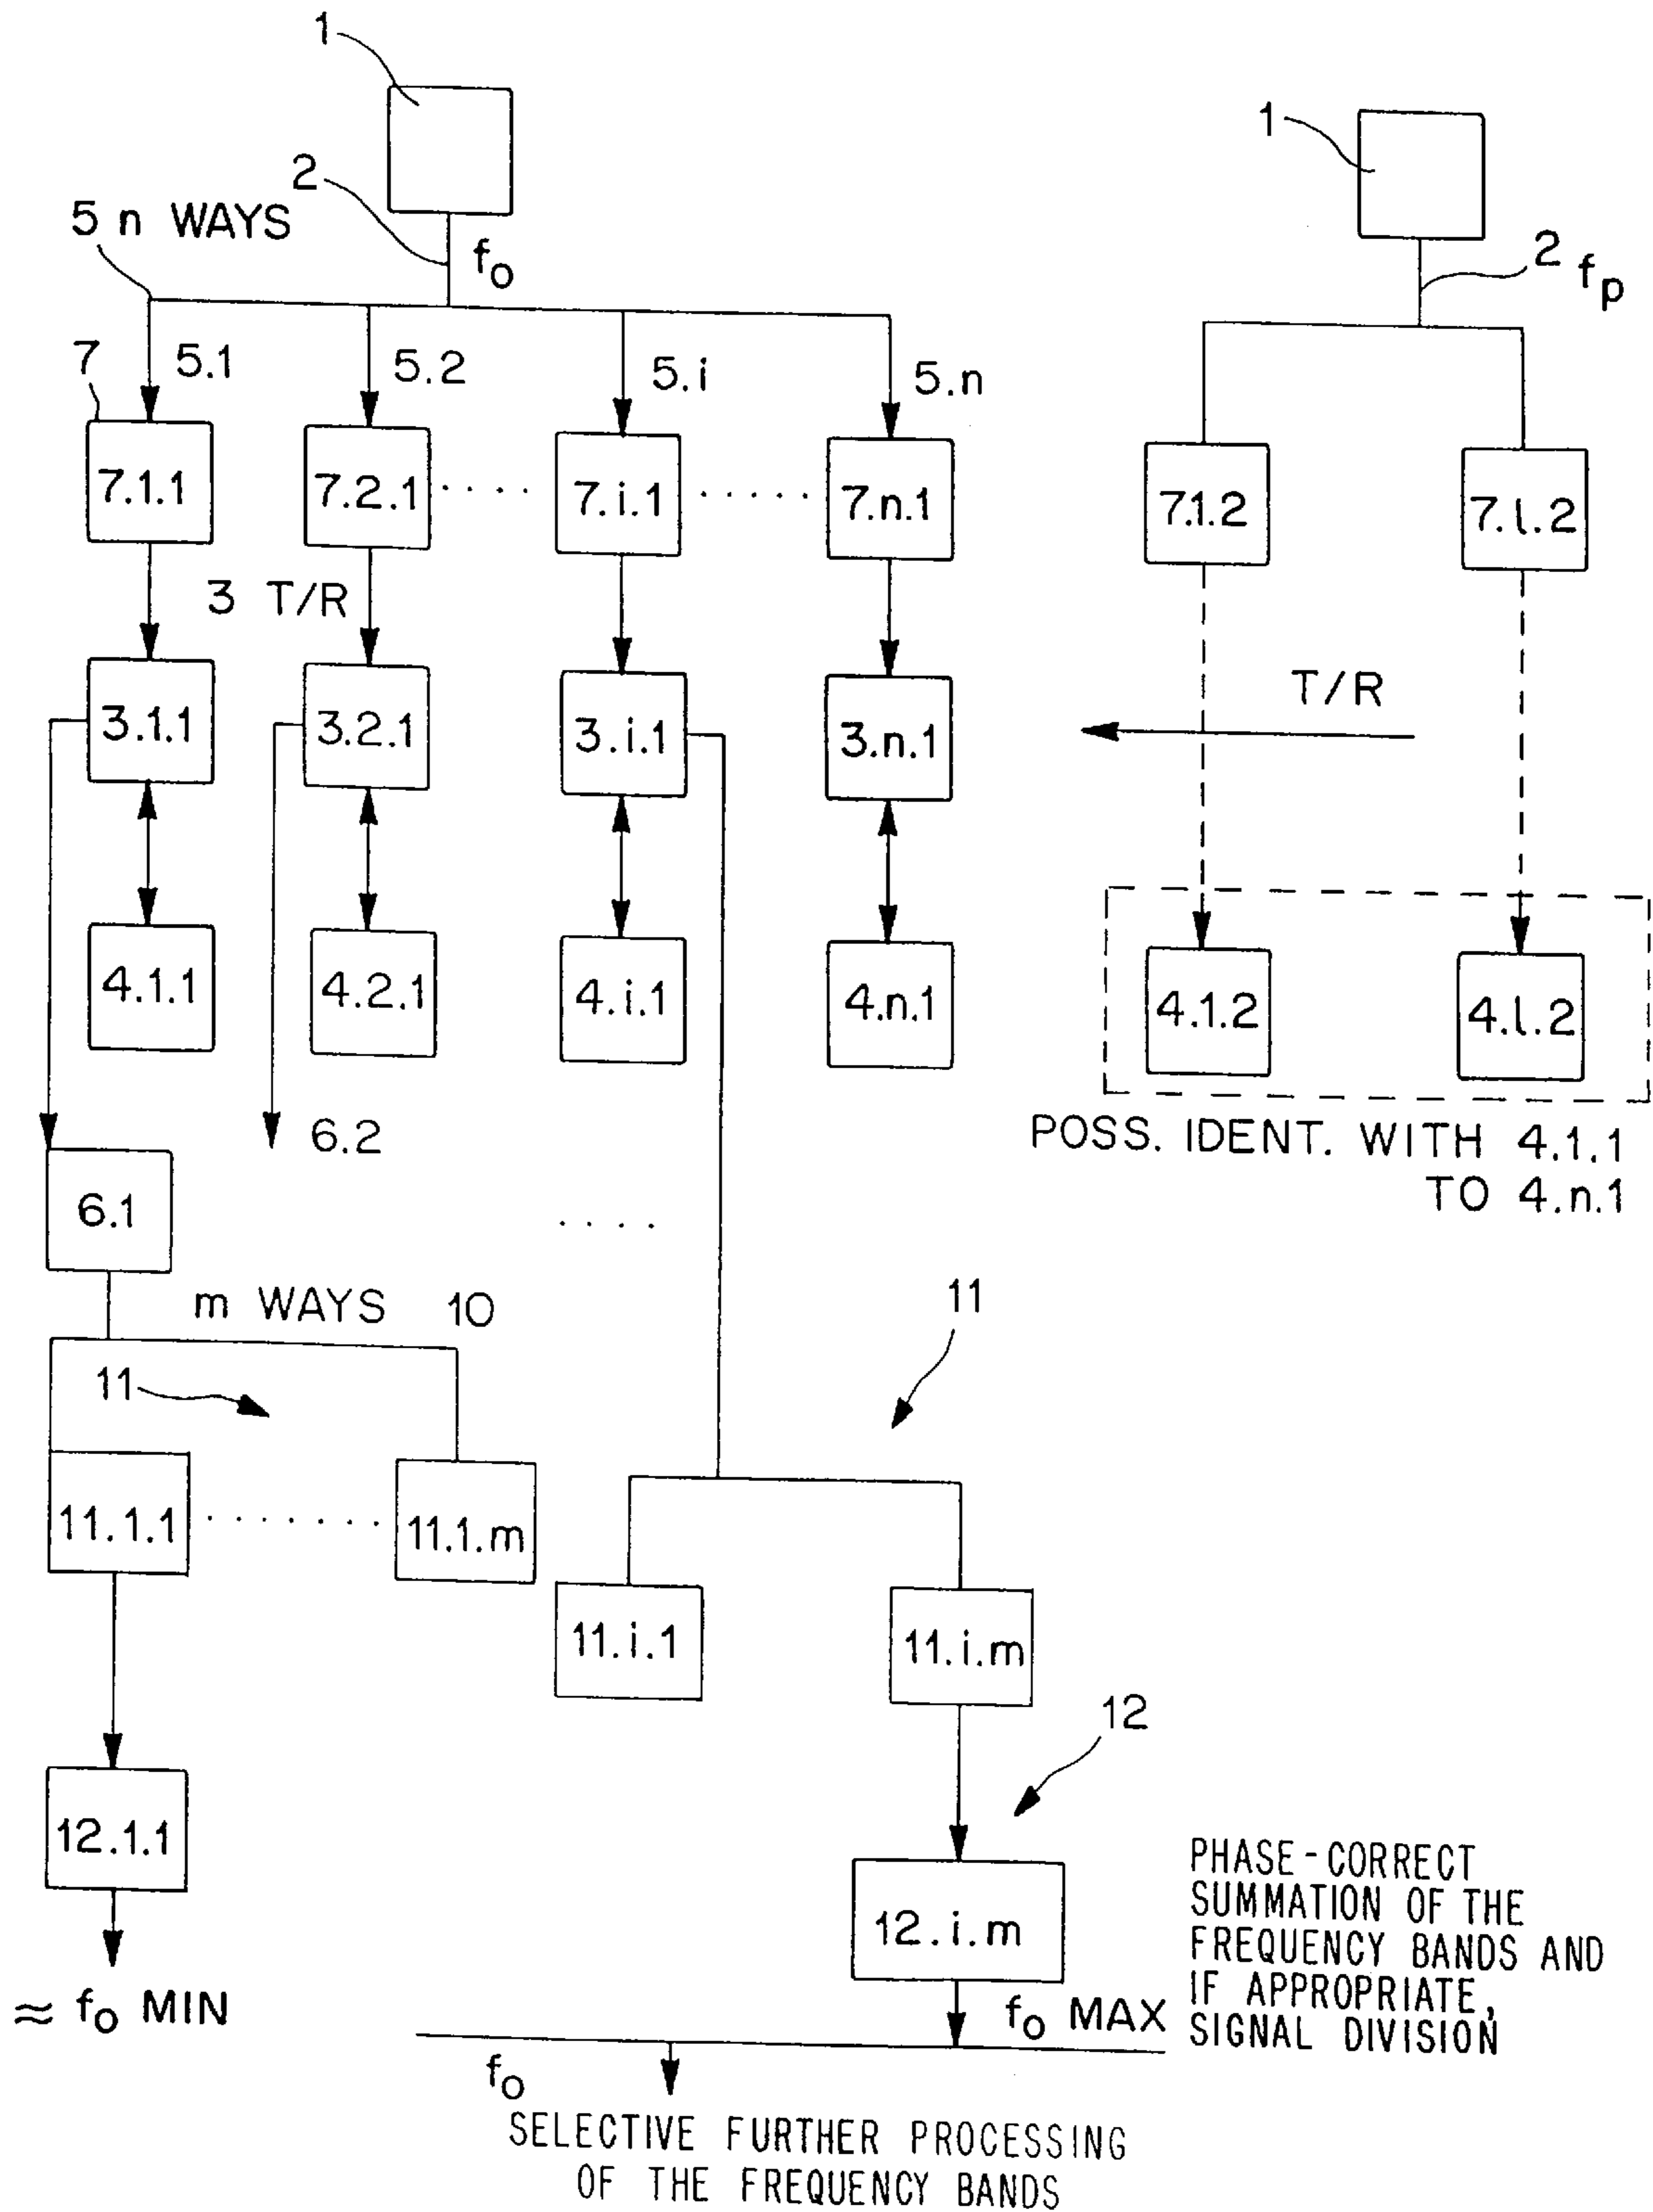 1
1
2
5 n WAYS
f₀
2 fₚ
7
5.1
5.2
5.i
5.n
7.1.1
7.2.1 ....
7.i.1 .....
7.n.1
7.1.2
7.l.2
3 T/R
T/R
3.1.1
3.2.1
3.i.1
3.n.1
4.1.1
4.2.1
4.i.1
4.n.1
4.1.2
4.l.2
POSS. IDENT. WITH 4.1.1
TO 4.n.1
6.2
6.1
....
m WAYS 10
11
11
11.1.1 .......
11.1.m
11.i.1
11.i.m
12
12.1.1
12.i.m
PHASE-CORRECT
SUMMATION OF THE
FREQUENCY BANDS AND
IF APPROPRIATE,
SIGNAL DIVISION
≈ f₀ MIN
f₀ MAX
f₀
SELECTIVE FURTHER PROCESSING
OF THE FREQUENCY BANDS